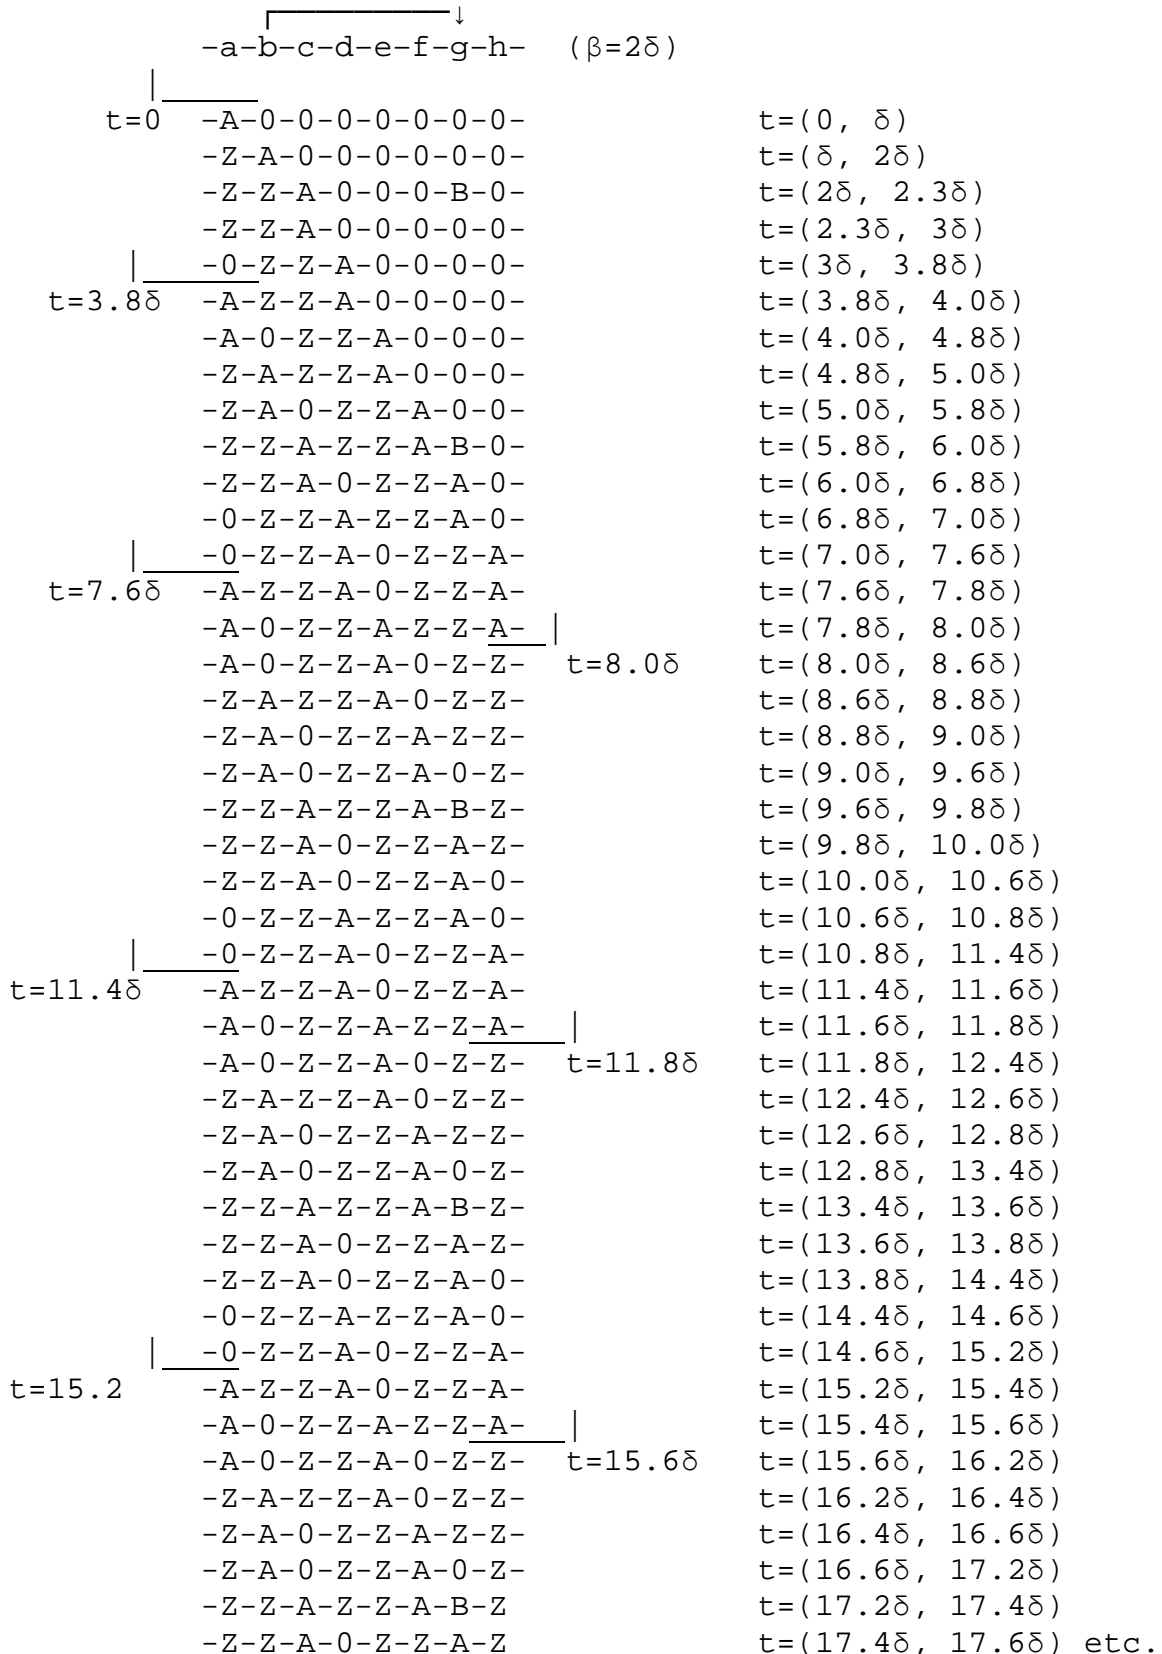 -a-b-c-d-e-f-g-h- (β=2δ)
t=0 -A-0-0-0-0-0-0-0- t=(0, δ)
-Z-A-0-0-0-0-0-0- t=(δ, 2δ)
-Z-Z-A-0-0-0-B-0- t=(2δ, 2.3δ)
-Z-Z-A-0-0-0-0-0- t=(2.3δ, 3δ)
-0-Z-Z-A-0-0-0-0- t=(3δ, 3.8δ)
t=3.8δ -A-Z-Z-A-0-0-0-0- t=(3.8δ, 4.0δ)
-A-0-Z-Z-A-0-0-0- t=(4.0δ, 4.8δ)
-Z-A-Z-Z-A-0-0-0- t=(4.8δ, 5.0δ)
-Z-A-0-Z-Z-A-0-0- t=(5.0δ, 5.8δ)
-Z-Z-A-Z-Z-A-B-0- t=(5.8δ, 6.0δ)
-Z-Z-A-0-Z-Z-A-0- t=(6.0δ, 6.8δ)
-0-Z-Z-A-Z-Z-A-0- t=(6.8δ, 7.0δ)
-0-Z-Z-A-0-Z-Z-A- t=(7.0δ, 7.6δ)
t=7.6δ -A-Z-Z-A-0-Z-Z-A- t=(7.6δ, 7.8δ)
-A-0-Z-Z-A-Z-Z-A- t=(7.8δ, 8.0δ)
-A-0-Z-Z-A-0-Z-Z- t=8.0δ t=(8.0δ, 8.6δ)
-Z-A-Z-Z-A-0-Z-Z- t=(8.6δ, 8.8δ)
-Z-A-0-Z-Z-A-Z-Z- t=(8.8δ, 9.0δ)
-Z-A-0-Z-Z-A-0-Z- t=(9.0δ, 9.6δ)
-Z-Z-A-Z-Z-A-B-Z- t=(9.6δ, 9.8δ)
-Z-Z-A-0-Z-Z-A-Z- t=(9.8δ, 10.0δ)
-Z-Z-A-0-Z-Z-A-0- t=(10.0δ, 10.6δ)
-0-Z-Z-A-Z-Z-A-0- t=(10.6δ, 10.8δ)
-0-Z-Z-A-0-Z-Z-A- t=(10.8δ, 11.4δ)
t=11.4δ -A-Z-Z-A-0-Z-Z-A- t=(11.4δ, 11.6δ)
-A-0-Z-Z-A-Z-Z-A- t=(11.6δ, 11.8δ)
-A-0-Z-Z-A-0-Z-Z- t=11.8δ t=(11.8δ, 12.4δ)
-Z-A-Z-Z-A-0-Z-Z- t=(12.4δ, 12.6δ)
-Z-A-0-Z-Z-A-Z-Z- t=(12.6δ, 12.8δ)
-Z-A-0-Z-Z-A-0-Z- t=(12.8δ, 13.4δ)
-Z-Z-A-Z-Z-A-B-Z- t=(13.4δ, 13.6δ)
-Z-Z-A-0-Z-Z-A-Z- t=(13.6δ, 13.8δ)
-Z-Z-A-0-Z-Z-A-0- t=(13.8δ, 14.4δ)
-0-Z-Z-A-Z-Z-A-0- t=(14.4δ, 14.6δ)
-0-Z-Z-A-0-Z-Z-A- t=(14.6δ, 15.2δ)
t=15.2 -A-Z-Z-A-0-Z-Z-A- t=(15.2δ, 15.4δ)
-A-0-Z-Z-A-Z-Z-A- t=(15.4δ, 15.6δ)
-A-0-Z-Z-A-0-Z-Z- t=15.6δ t=(15.6δ, 16.2δ)
-Z-A-Z-Z-A-0-Z-Z- t=(16.2δ, 16.4δ)
-Z-A-0-Z-Z-A-Z-Z- t=(16.4δ, 16.6δ)
-Z-A-0-Z-Z-A-0-Z- t=(16.6δ, 17.2δ)
-Z-Z-A-Z-Z-A-B-Z t=(17.2δ, 17.4δ)
-Z-Z-A-0-Z-Z-A-Z t=(17.4δ, 17.6δ) etc.